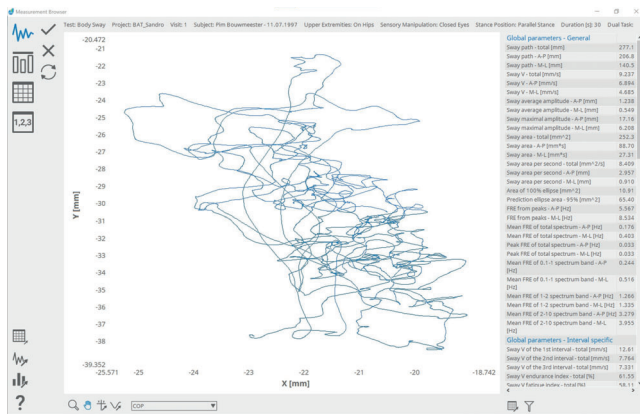 Measurement Browser
Test: Body Sway Project: BAT_Sandro Visit: 1 Subject: Pim Bouwmeester - 11.07.1997 Upper Extremities: On Hips Sensory Manipulation: Closed Eyes Stance Position: Parallel Stance Duration [s]: 30 Dual Task:
1,2,3
?
-20.472
-21
-22
-23
-24
-25
-26
-27
-28
-29
Y [mm]
-30
-31
-32
-33
-34
-35
-36
-37
-38
-39.352
-25.571 -25 -24 -23 -22 -21 -20 -18.742
X [mm]
COP
Global parameters - General
Sway path - total [mm] 277.1
Sway path - A-P [mm] 206.8
Sway path - M-L [mm] 140.5
Sway V - total [mm/s] 9.237
Sway V - A-P [mm/s] 6.894
Sway V - M-L [mm/s] 4.685
Sway average amplitude - A-P [mm] 1.238
Sway average amplitude - M-L [mm] 0.549
Sway maximal amplitude - A-P [mm] 17.16
Sway maximal amplitude - M-L [mm] 6.208
Sway area - total [mm^2] 252.3
Sway area - A-P [mm*s] 88.70
Sway area - M-L [mm*s] 27.31
Sway area per second - total [mm^2/s] 8.409
Sway area per second - A-P [mm] 2.957
Sway area per second - M-L [mm] 0.910
Area of 100% ellipse [mm^2] 10.91
Prediction ellipse area - 95% [mm^2] 65.40
FRE from peaks - A-P [Hz] 5.567
FRE from peaks - M-L [Hz] 8.534
Mean FRE of total spectrum - A-P [Hz] 0.176
Mean FRE of total spectrum - M-L [Hz] 0.403
Peak FRE of total spectrum - A-P [Hz] 0.033
Peak FRE of total spectrum - M-L [Hz] 0.033
Mean FRE of 0.1-1 spectrum band - A-P 0.244
[Hz]
Mean FRE of 0.1-1 spectrum band - M-L 0.516
[Hz]
Mean FRE of 1-2 spectrum band - A-P [Hz] 1.266
Mean FRE of 1-2 spectrum band - M-L [Hz] 1.335
Mean FRE of 2-10 spectrum band - A-P [Hz] 3.279
Mean FRE of 2-10 spectrum band - M-L 3.955
[Hz]
Global parameters - Interval specific
Sway V of the 1st interval - total [mm/s] 12.61
Sway V of the 2nd interval - total [mm/s] 7.764
Sway V of the 3rd interval - total [mm/s] 7.331
Sway V endurance index - total [%] 61.55
Sway V fatigue index - total [%] 58.11